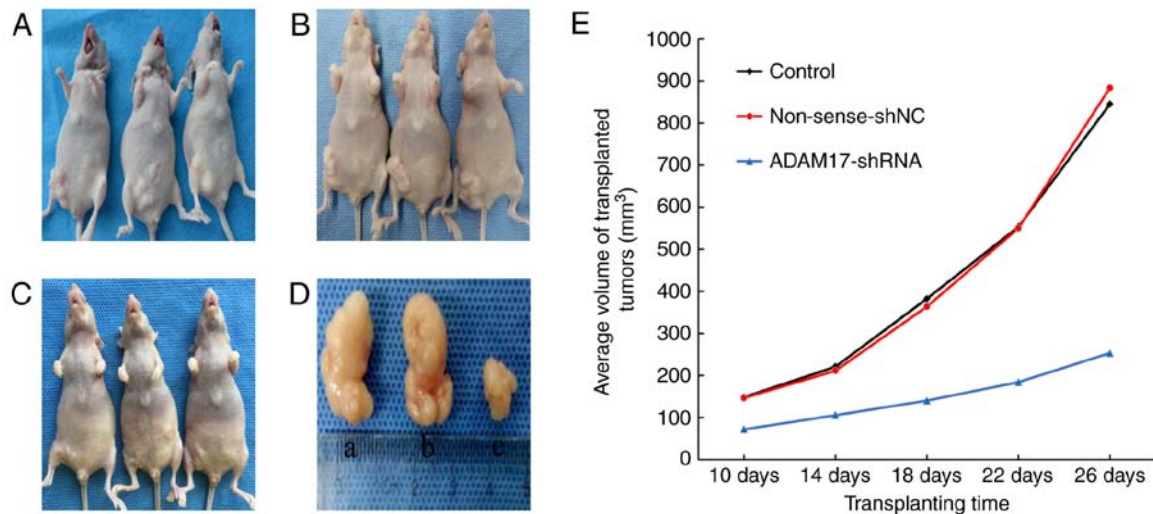 A
B
C
D
a
b
c
E
1000
900
800
700
600
500
400
300
200
100
0
Average volume of transplanted
tumors (mm³)
Control
Non-sense-shNC
ADAM17-shRNA
10 days
14 days
18 days
22 days
26 days
Transplanting time